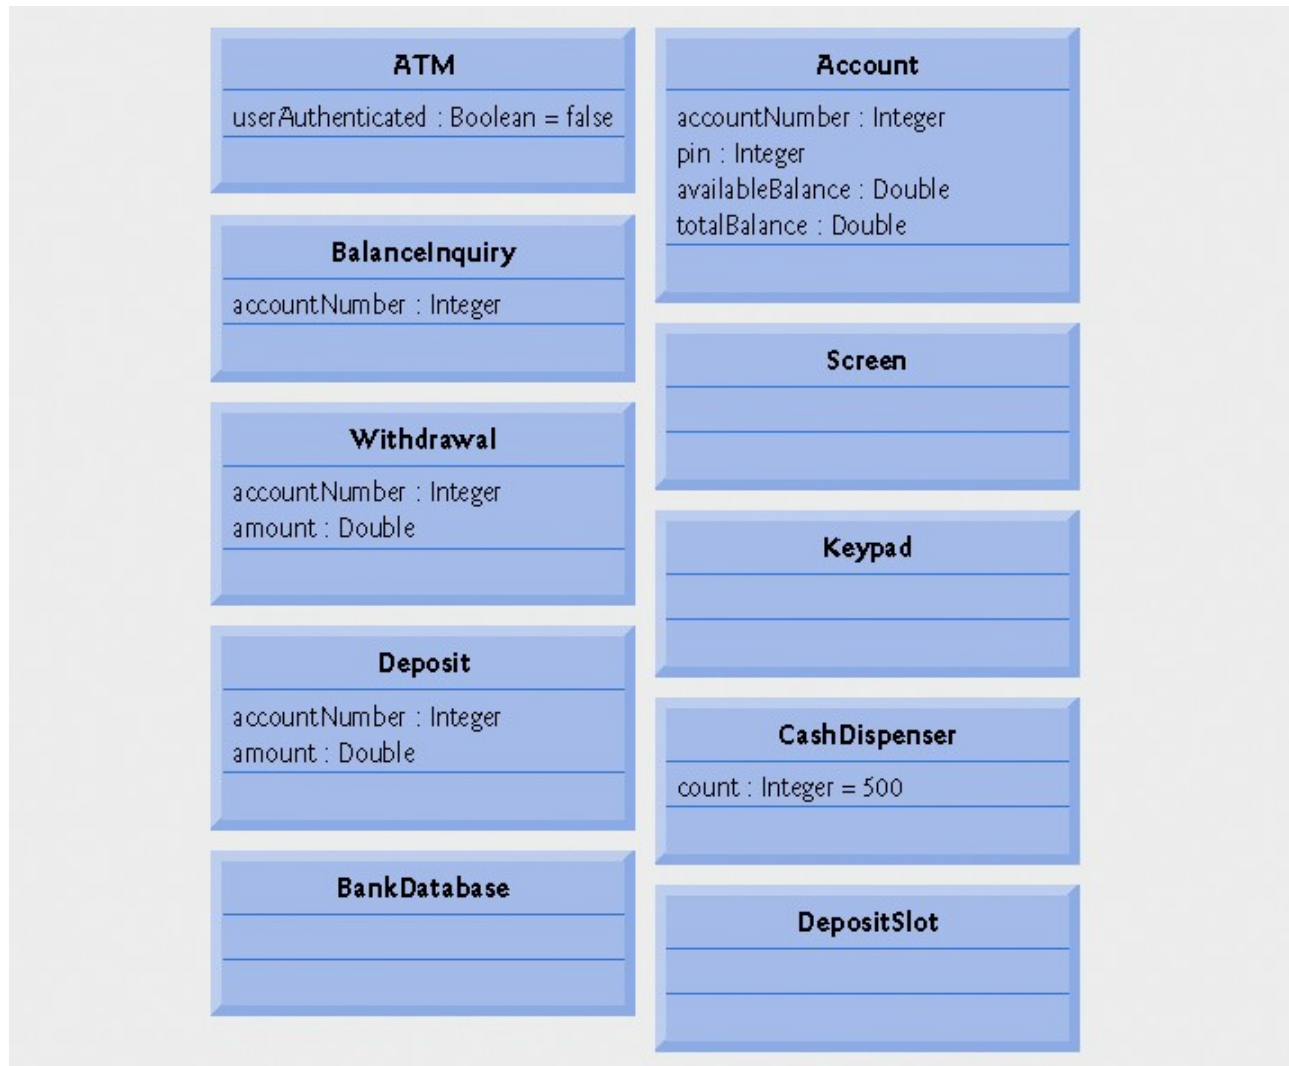 ATM
userAuthenticated : Boolean = false
BalanceInquiry
accountNumber : Integer
Withdrawal
accountNumber : Integer
amount : Double
Deposit
accountNumber : Integer
amount : Double
BankDatabase
Account
accountNumber : Integer
pin : Integer
availableBalance : Double
totalBalance : Double
Screen
Keypad
CashDispenser
count : Integer = 500
DepositSlot